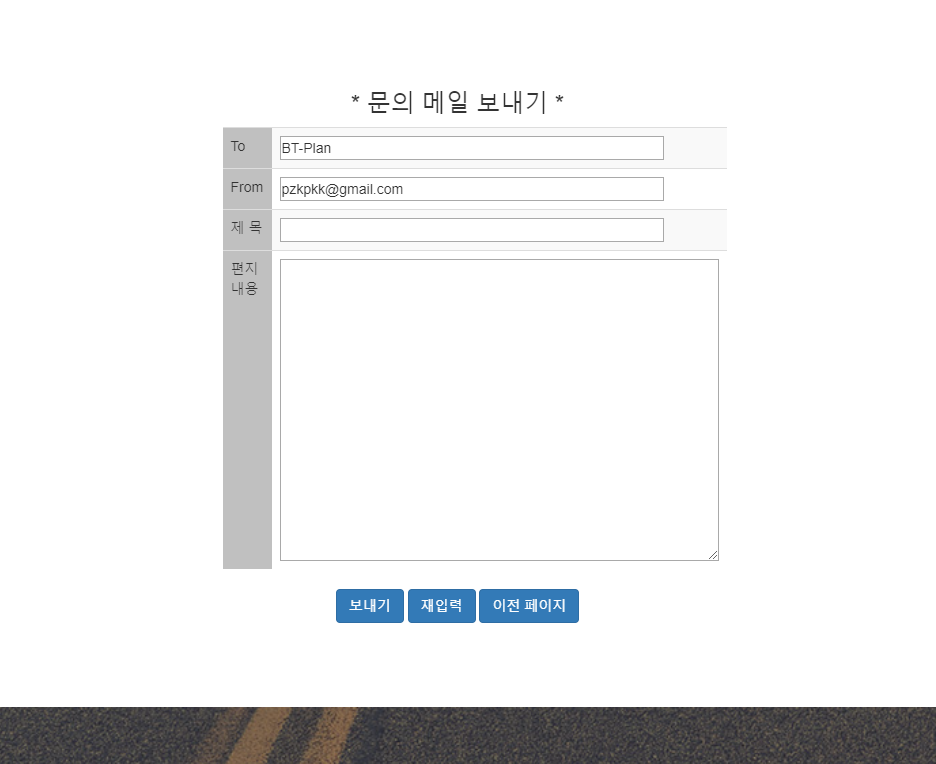 * 문의 메일 보내기 *
To BT-Plan
From pzkpkk@gmail.com
제 목
편지
내용
보내기 재입력 이전 페이지